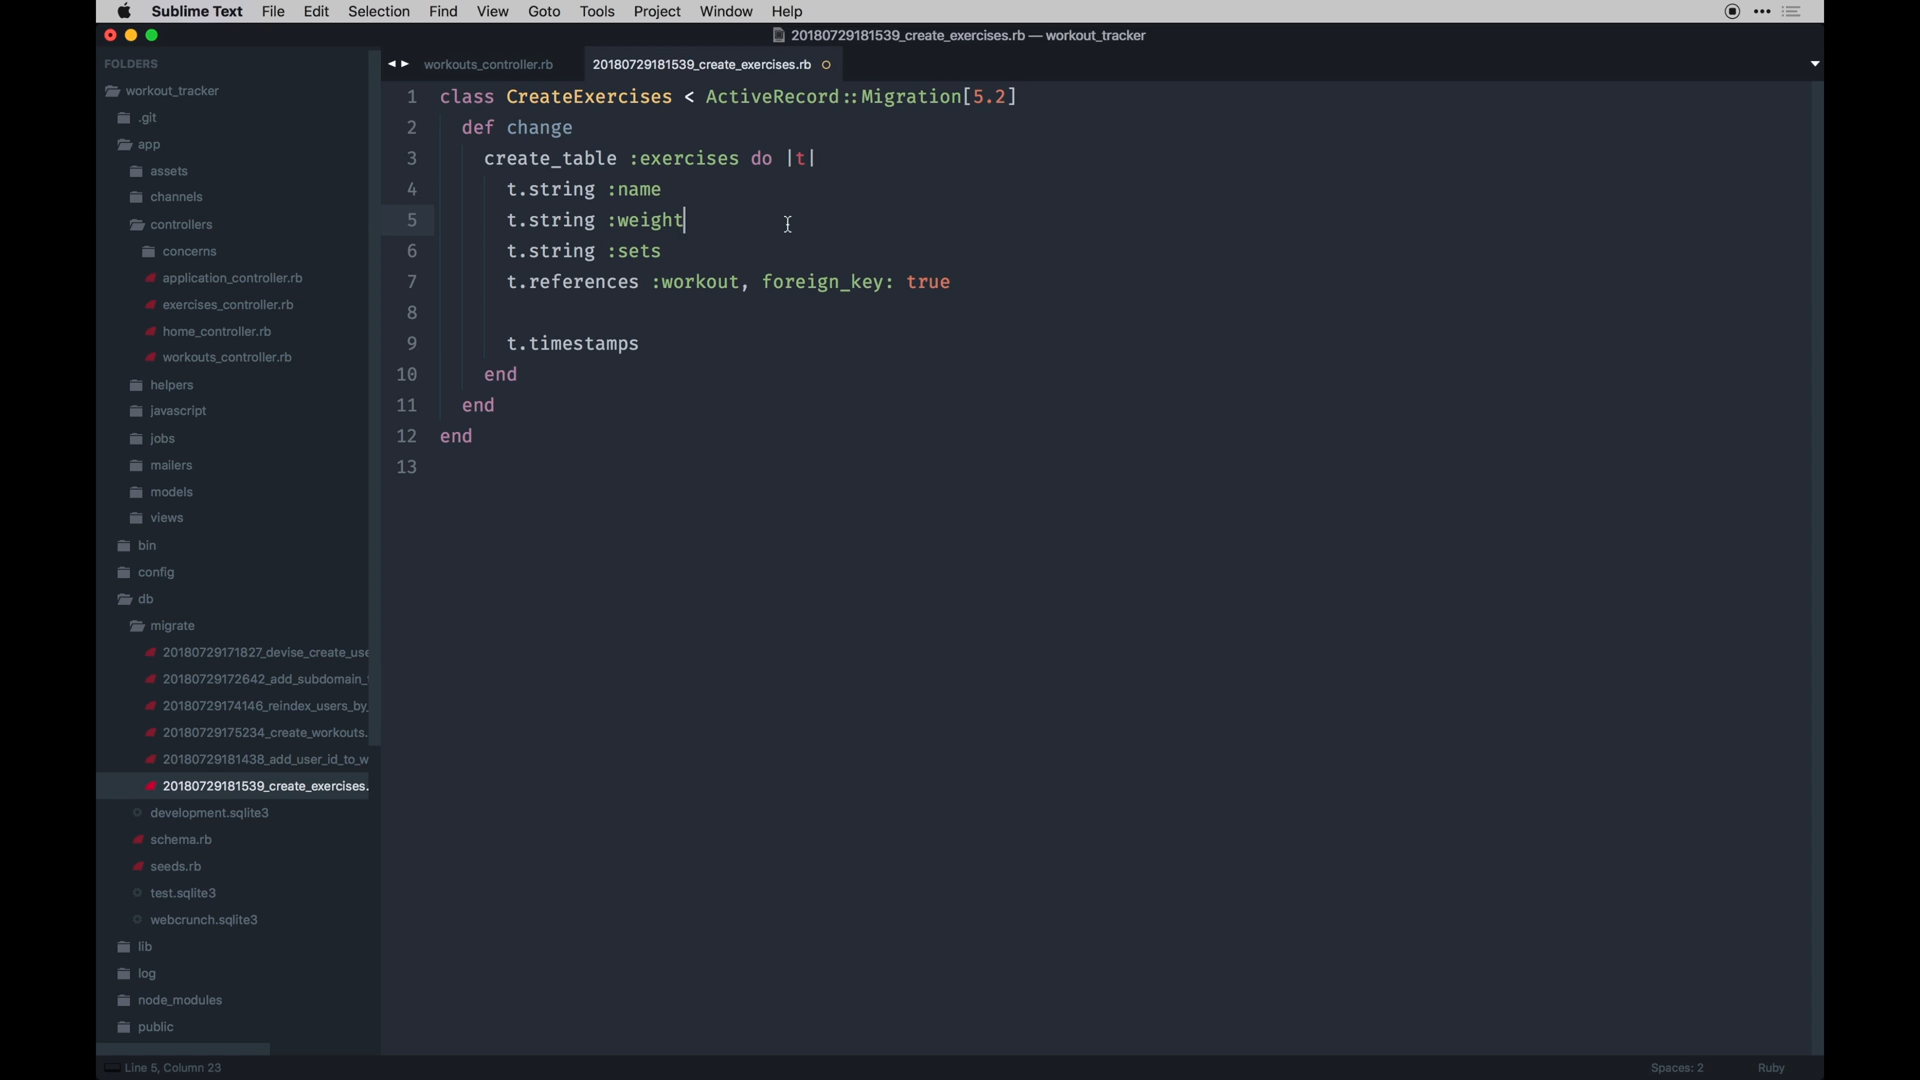 Sublime Text File Edit Selection Find View Goto Tools Project Window Help
20180729181539_create_exercises.rb — workout_tracker
FOLDERS
workout_tracker
.git
app
assets
channels
controllers
concerns
application_controller.rb
exercises_controller.rb
home_controller.rb
workouts_controller.rb
helpers
javascript
jobs
mailers
models
views
bin
config
db
migrate
20180729171827_devise_create_use
20180729172642_add_subdomain_t
20180729174146_reindex_users_by_
20180729175234_create_workouts.
20180729181438_add_user_id_to_w
20180729181539_create_exercises.
development.sqlite3
schema.rb
seeds.rb
test.sqlite3
webcrunch.sqlite3
lib
log
node_modules
public
workouts_controller.rb 20180729181539_create_exercises.rb
1 class CreateExercises < ActiveRecord::Migration[5.2]
2 def change
3 create_table :exercises do |t|
4 t.string :name
5 t.string :weight
6 t.string :sets
7 t.references :workout, foreign_key: true
8
9 t.timestamps
10 end
11 end
12 end
13
Line 5, Column 23 Spaces: 2 Ruby